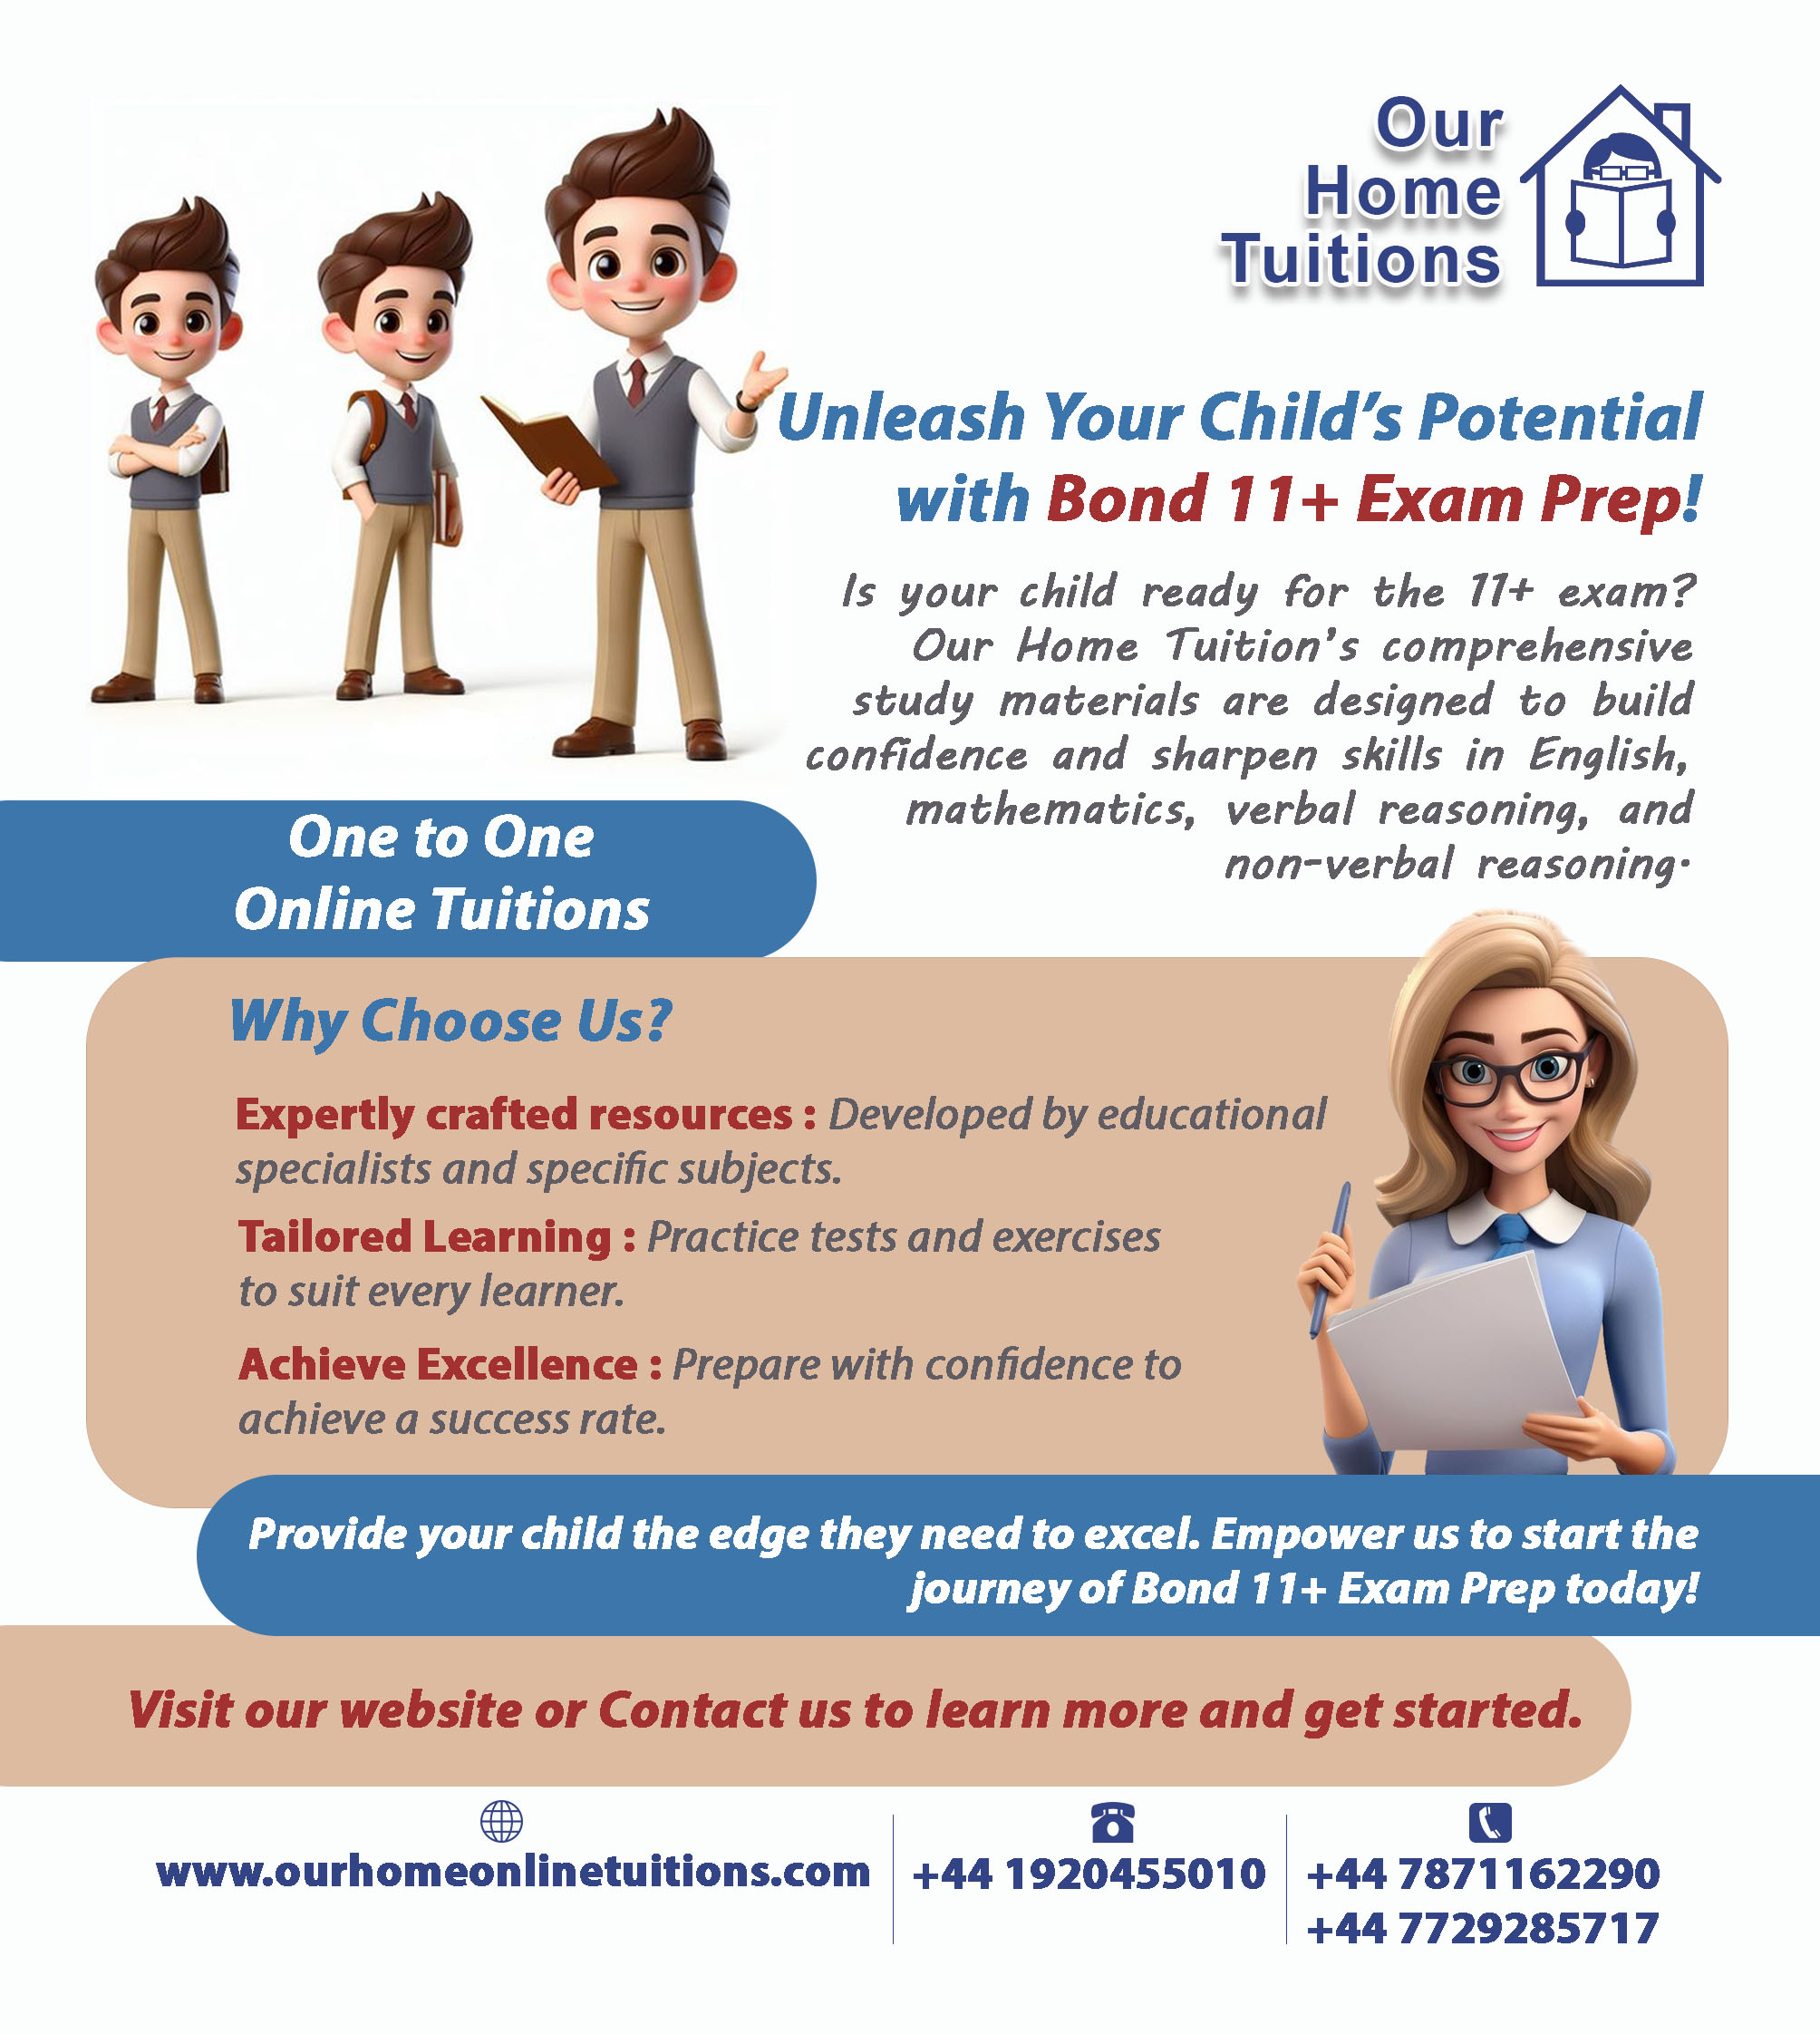 Our
Home
Tuitions
Unleash Your Child's Potential
with Bond 11+ Exam Prep!
Is your child ready for the 11+ exam?
Our Home Tuition's comprehensive
study materials are designed to build
confidence and sharpen skills in English,
mathematics, verbal reasoning, and
non-verbal reasoning.
One to One
Online Tuitions
Why Choose Us?
Expertly crafted resources : Developed by educational
specialists and specific subjects.
Tailored Learning : Practice tests and exercises
to suit every learner.
Achieve Excellence : Prepare with confidence to
achieve a success rate.
Provide your child the edge they need to excel. Empower us to start the
journey of Bond 11+ Exam Prep today!
Visit our website or Contact us to learn more and get started.
www.ourhomeonlinetuitions.com
+44 1920455010
+44 7871162290
+44 7729285717